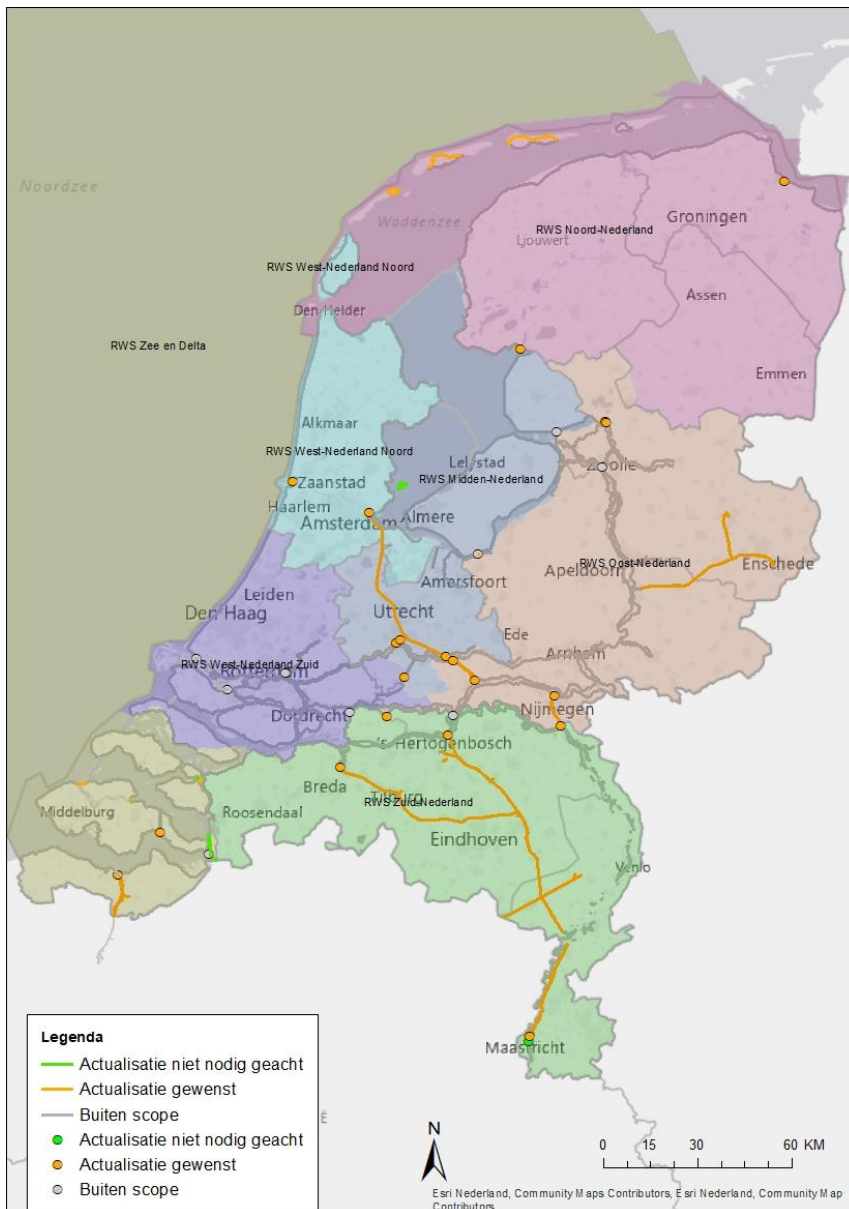 Noordzee
Waddenzee
Groningen
Ljouwert
RWS Noord-Nederland
RWS West-Nederland Noord
Assen
Den Helder
RWS Zee en Delta
Emmen
Alkmaar
RWS West-Nederland Noord
Lelystad
Zwolle
Zaanstad
RWS Midden-Nederland
Haarlem
Amsterdam
Almere
RWS Oost-Nederland
Apeldoorn
Enschede
Amersfoort
Leiden
Den Haag
Utrecht
Ede
Arnhem
RWS West-Nederland Zuid
Rotterdam
Nijmegen
Dordrecht
's Hertogenbosch
Breda
Tilburg
RWS Zuid-Nederland
Middelburg
Roosendaal
Eindhoven
Venlo
Maastricht
Legenda
Actualisatie niet nodig geacht
Actualisatie gewenst
Buiten scope
Actualisatie niet nodig geacht
Actualisatie gewenst
Buiten scope
N
0 15 30 60 KM
Esri Nederland, Community Maps Contributors, Esri Nederland, Community Map
Contributors